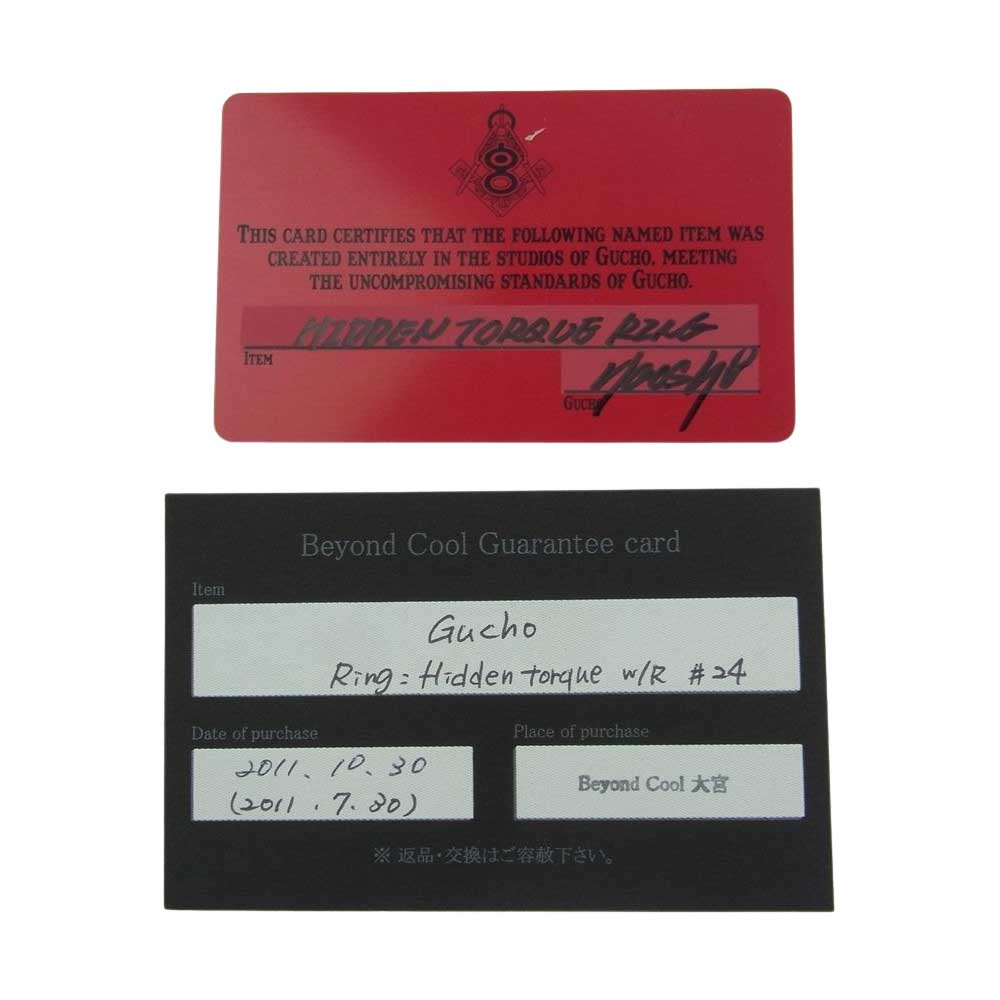 THIS CARD CERTIFIES THAT THE FOLLOWING NAMED ITEM WAS
CREATED ENTIRELY IN THE STUDIOS OF GUCHO, MEETING
THE UNCOMPROMISING STANDARDS OF GUCHO.
HIDDEN TORQUE RING
ITEM
GUCHO
Beyond Cool Guarantee card
Item
Gucho
Ring = Hidden torque w/R #24
Date of purchase
Place of purchase
2011. 10. 30
(2011. 7. 30)
Beyond Cool 大宮
※ 返品・交換はご容赦下さい。